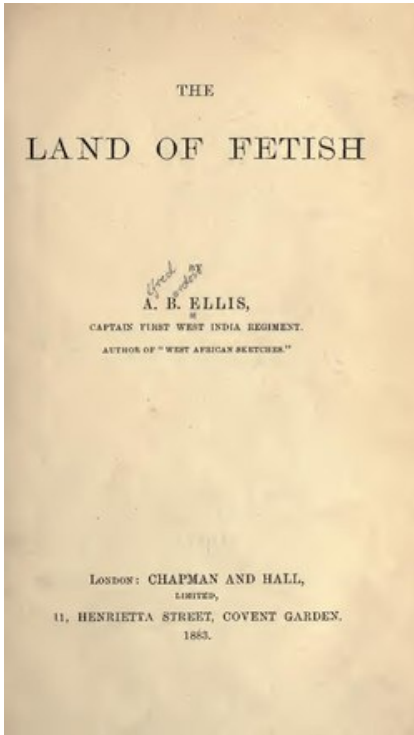 THE
LAND OF FETISH
BY
A. B. ELLIS,
CAPTAIN FIRST WEST INDIA REGIMENT.
AUTHOR OF "WEST AFRICAN SKETCHES."
LONDON: CHAPMAN AND HALL,
LIMITED,
11, HENRIETTA STREET, COVENT GARDEN.
1883.